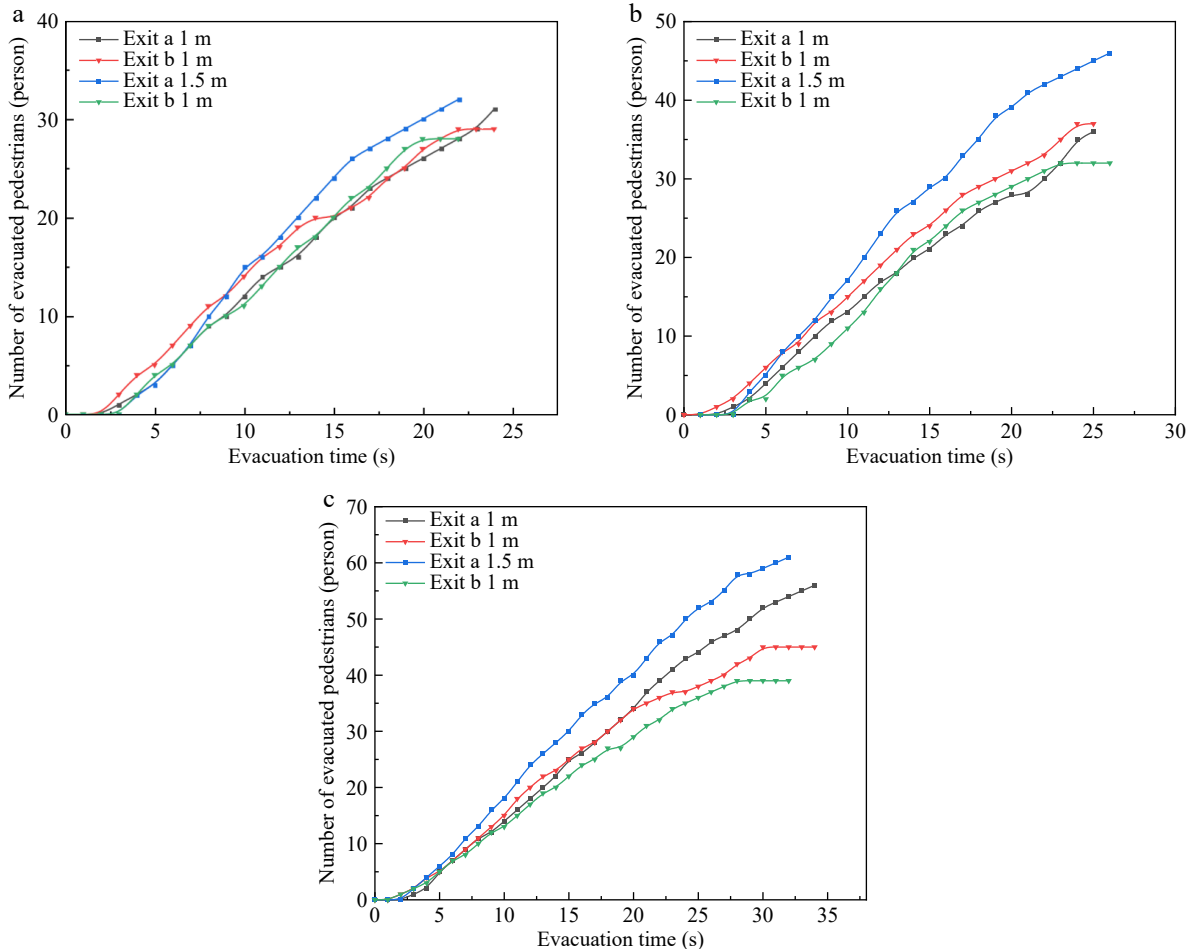 a
40
30
20
10
0
0 5 10 15 20 25
Number of evacuated pedestrians (person)
Evacuation time (s)
Exit a 1 m
Exit b 1 m
Exit a 1.5 m
Exit b 1 m
b
50
40
30
20
10
0
0 5 10 15 20 25 30
Number of evacuated pedestrians (person)
Evacuation time (s)
Exit a 1 m
Exit b 1 m
Exit a 1.5 m
Exit b 1 m
c
70
60
50
40
30
20
10
0
0 5 10 15 20 25 30 35
Number of evacuated pedestrians (person)
Evacuation time (s)
Exit a 1 m
Exit b 1 m
Exit a 1.5 m
Exit b 1 m